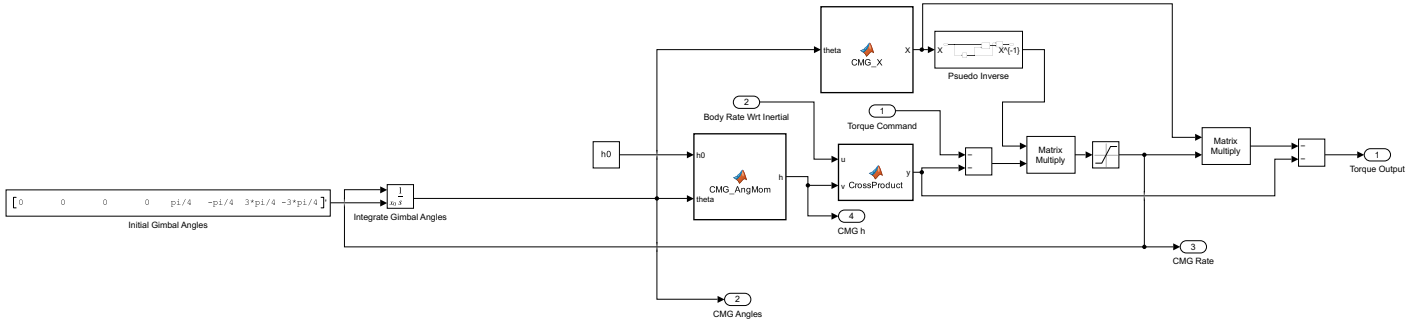 theta
CMG_X
X
X
X^{-1}
Psuedo Inverse
2
Body Rate Wrt Inertial
1
Torque Command
h0
h0
theta
CMG_AngMom
h
u
v
CrossProduct
y
Matrix
Multiply
Matrix
Multiply
1
Torque Output
[0 0 0 0 pi/4 -pi/4 3*pi/4 -3*pi/4]'
Initial Gimbal Angles
1
s
x0
Integrate Gimbal Angles
4
CMG h
3
CMG Rate
2
CMG Angles